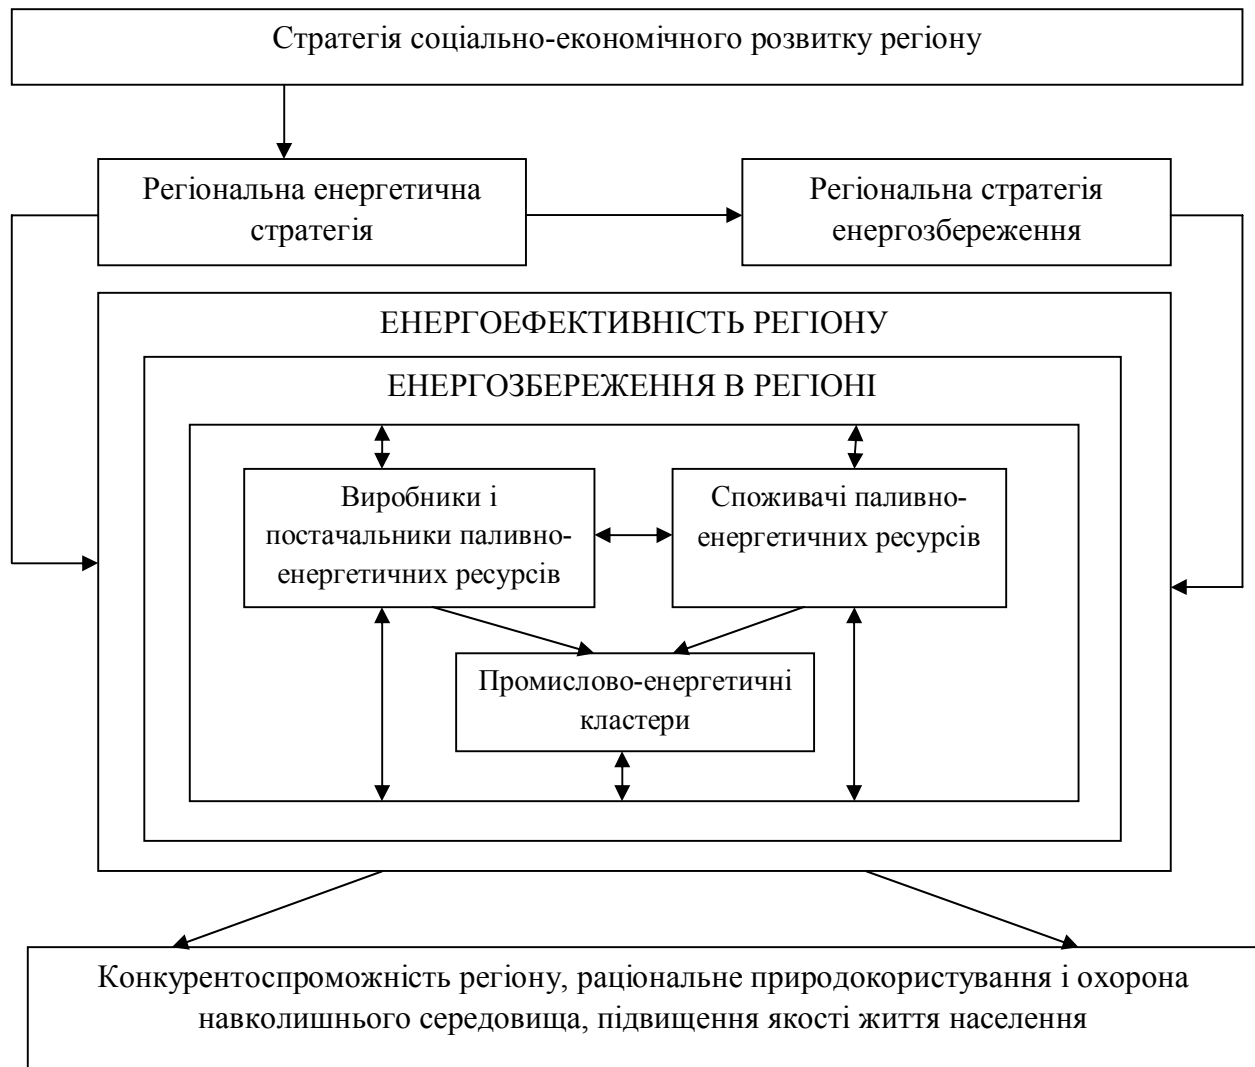 Стратегія соціально-економічного розвитку регіону
Регіональна енергетична
стратегія
Регіональна стратегія
енергозбереження
ЕНЕРГОЕФЕКТИВНІСТЬ РЕГІОНУ
ЕНЕРГОЗБЕРЕЖЕННЯ В РЕГІОНІ
Виробники і
постачальники паливно-
енергетичних ресурсів
Споживачі паливно-
енергетичних ресурсів
Промислово-енергетичні
кластери
Конкурентоспроможність регіону, раціональне природокористування і охорона
навколишнього середовища, підвищення якості життя населення